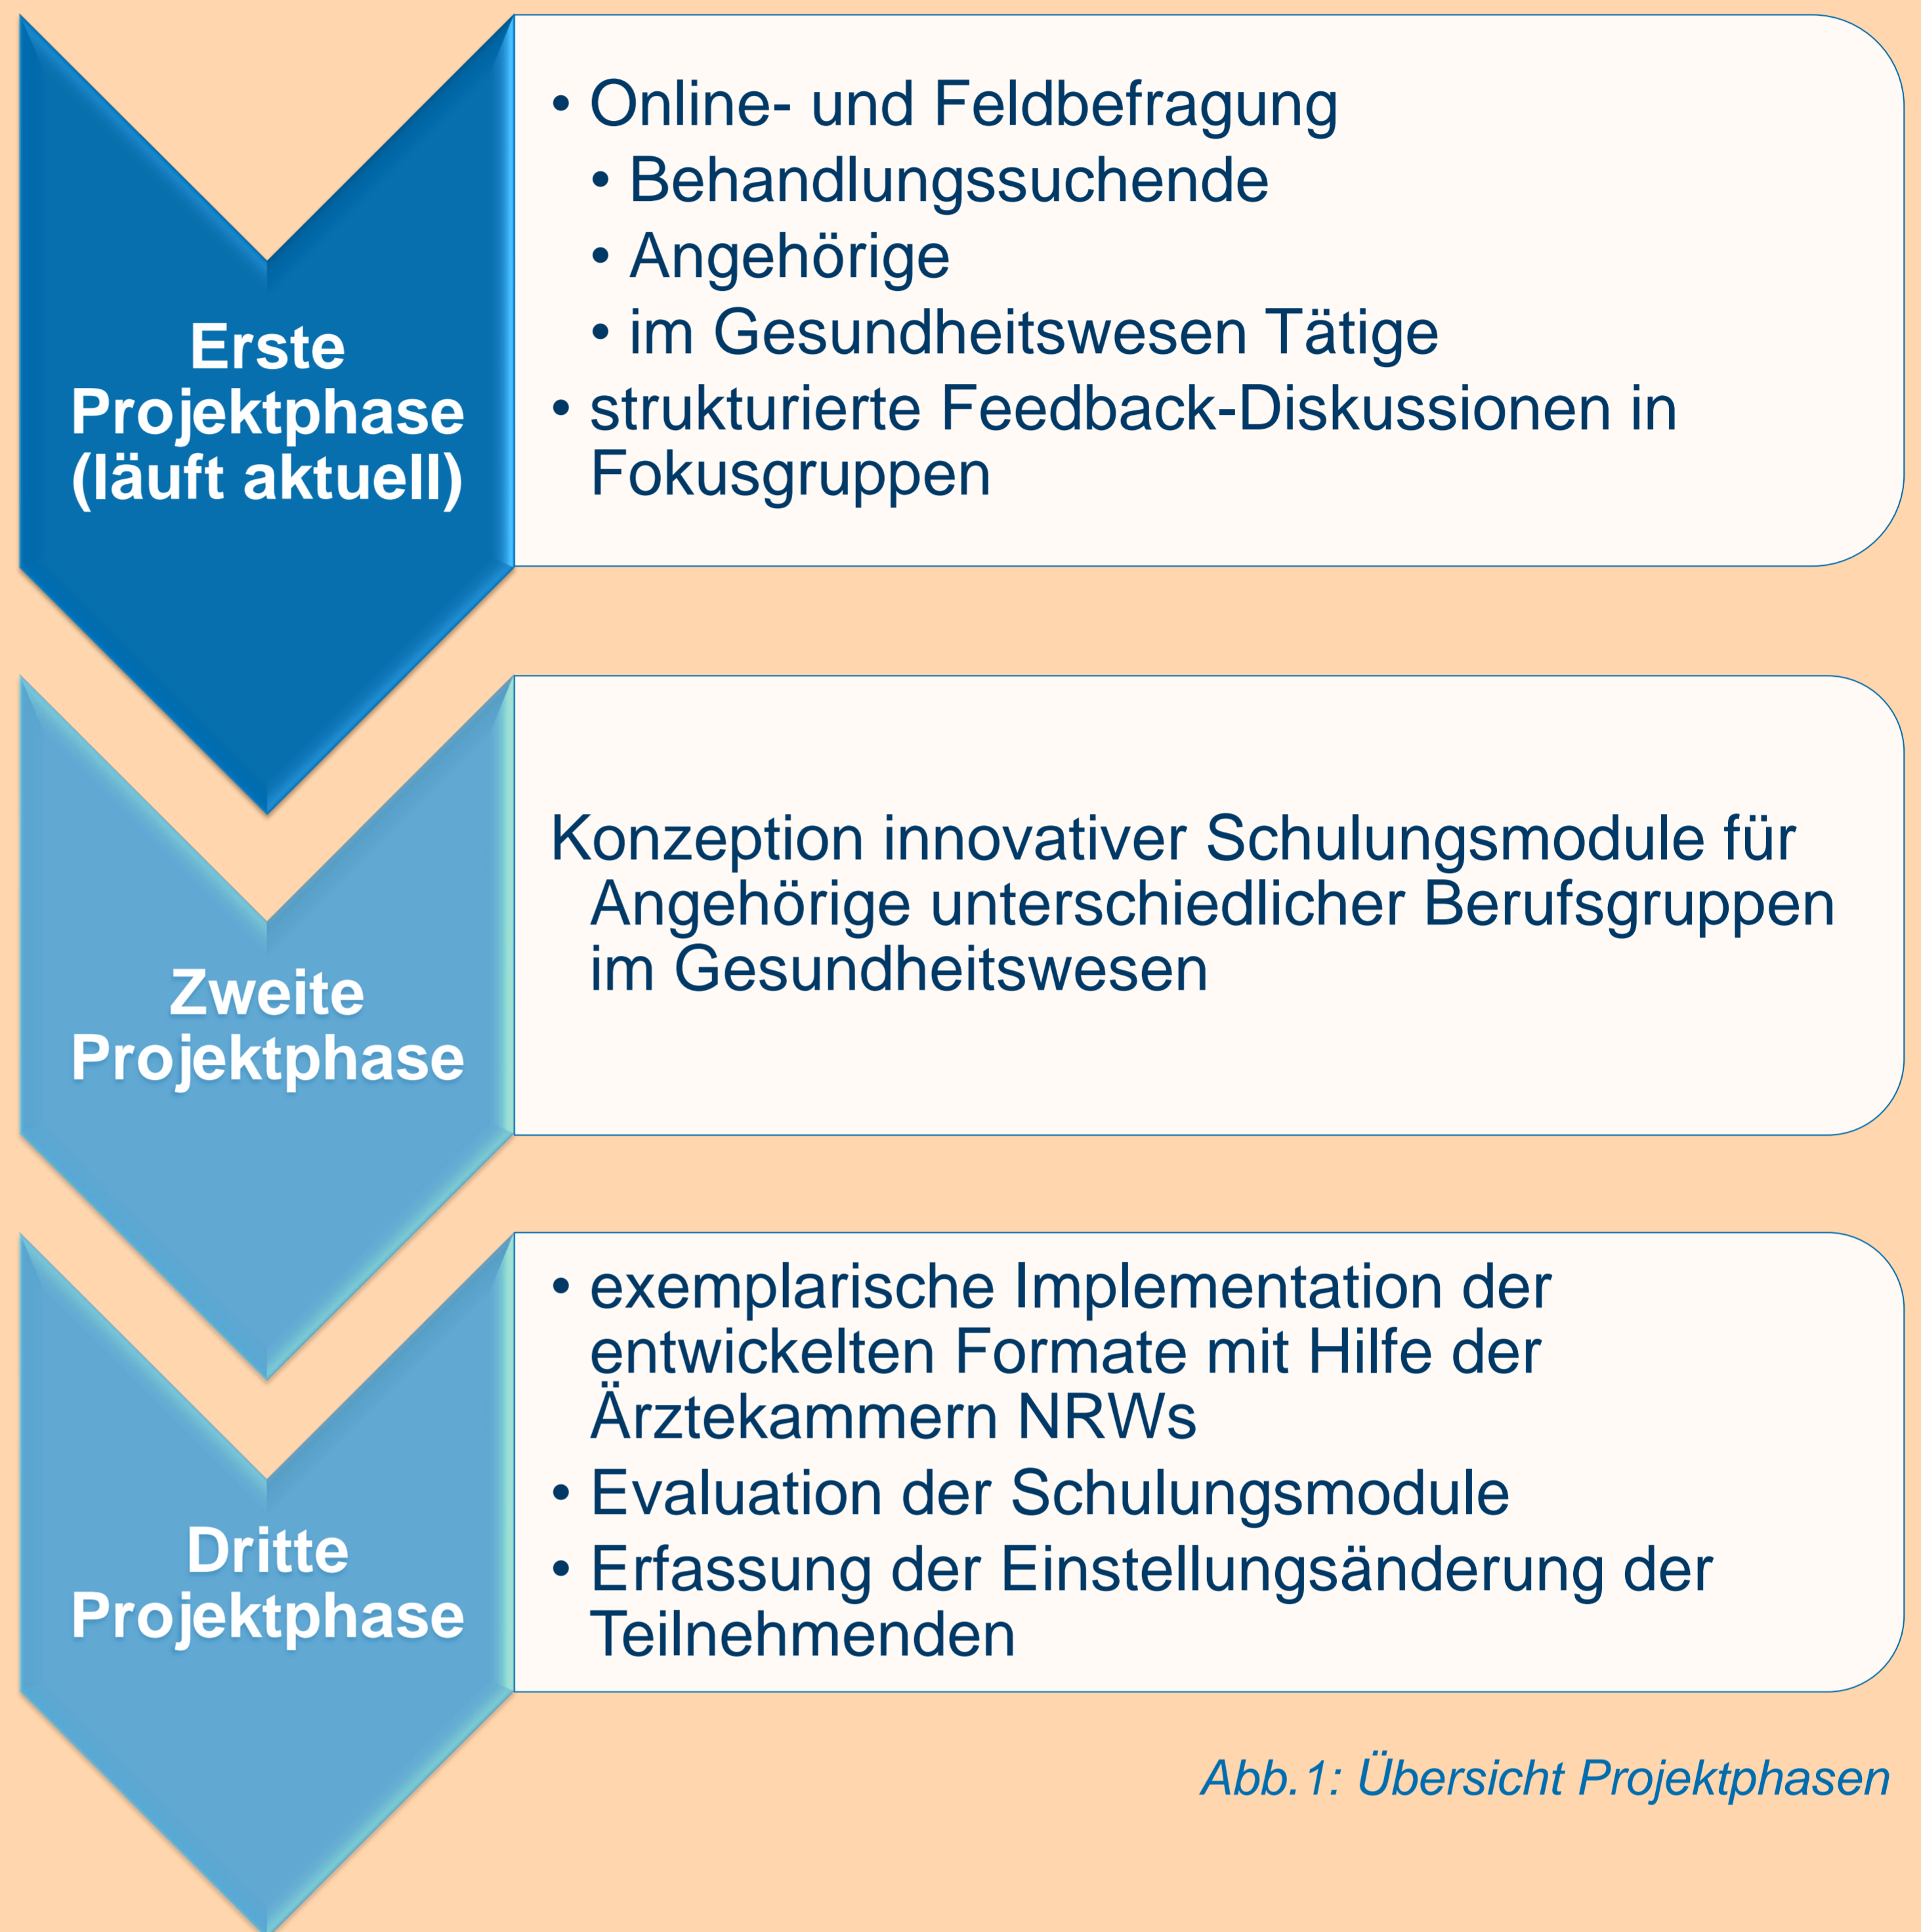 Erste
Projektphase
(läuft aktuell)
• Online- und Feldbefragung
• Behandlungssuchende
• Angehörige
• im Gesundheitswesen Tätige
• strukturierte Feedback-Diskussionen in
Fokusgruppen
Zweite
Projektphase
Konzeption innovativer Schulungsmodule für
Angehörige unterschiedlicher Berufsgruppen
im Gesundheitswesen
Dritte
Projektphase
• exemplarische Implementation der
entwickelten Formate mit Hilfe der
Ärztekammern NRWs
• Evaluation der Schulungsmodule
• Erfassung der Einstellungsänderung der
Teilnehmenden
Abb.1: Übersicht Projektphasen